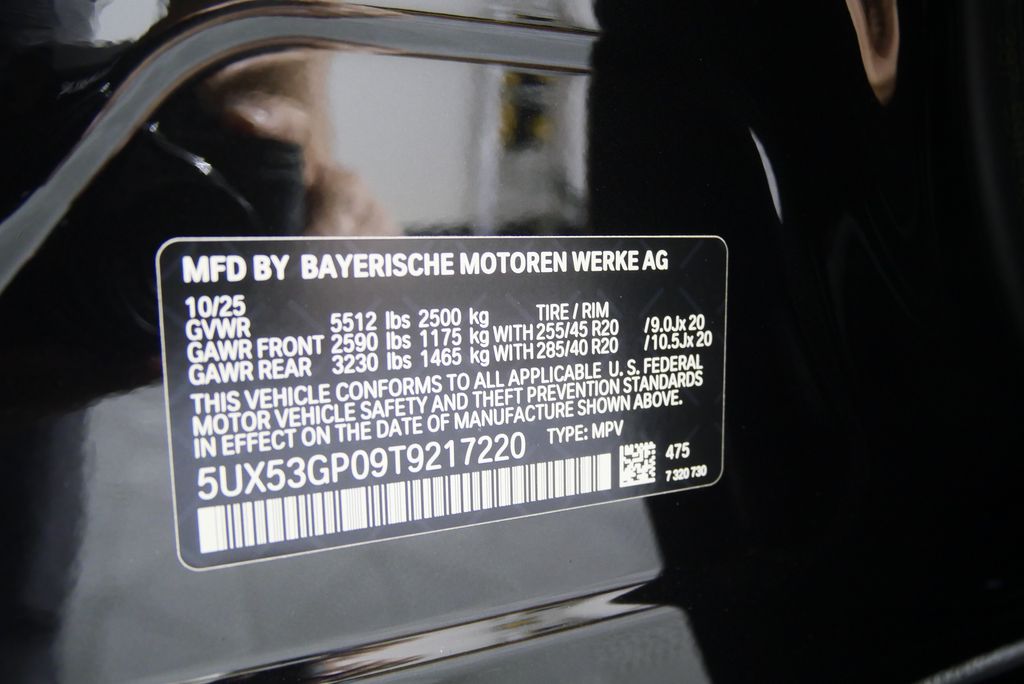 MFD BY BAYERISCHE MOTOREN WERKE AG
10/25
GVWR 5512 lbs 2500 kg TIRE / RIM
GAWR FRONT 2590 lbs 1175 kg WITH 255/45 R20 /9.0Jx 20
GAWR REAR 3230 lbs 1465 kg WITH 285/40 R20 /10.5Jx 20
THIS VEHICLE CONFORMS TO ALL APPLICABLE U. S. FEDERAL
MOTOR VEHICLE SAFETY AND THEFT PREVENTION STANDARDS
IN EFFECT ON THE DATE OF MANUFACTURE SHOWN ABOVE.
5UX53GP09T9217220 TYPE: MPV
475
7 320 730